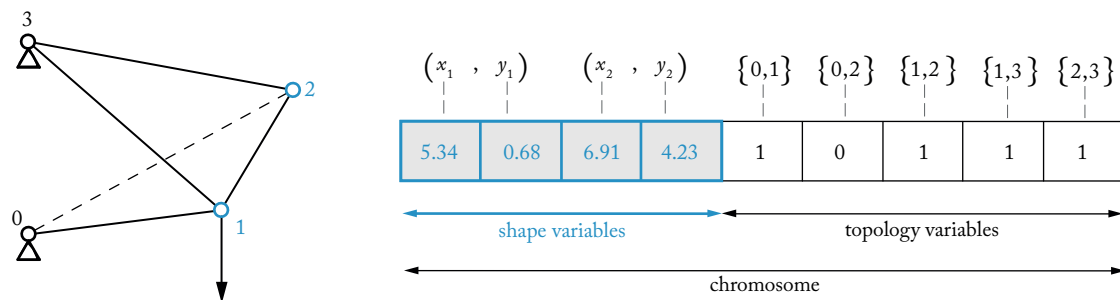 3
2
0
1
(x₁ , y₁) (x₂ , y₂) {0,1} {0,2} {1,2} {1,3} {2,3}
5.34 0.68 6.91 4.23 1 0 1 1 1
shape variables topology variables
chromosome